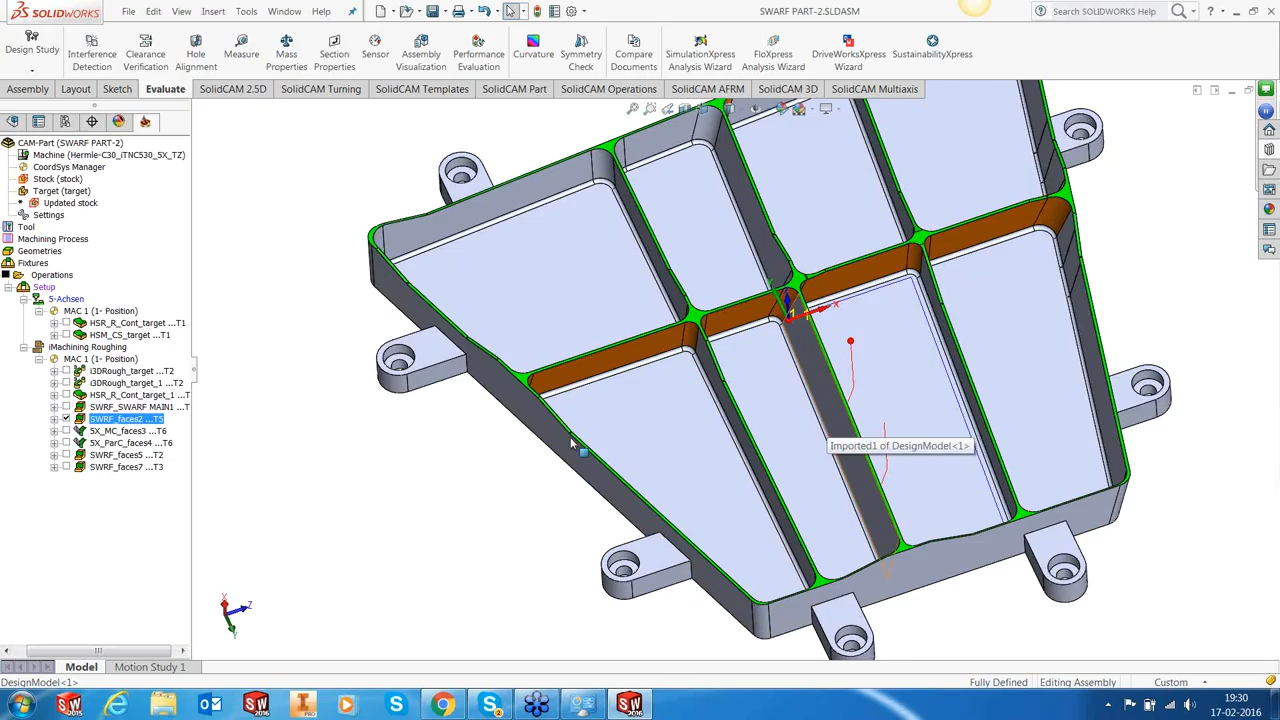 SOLIDWORKS
File Edit View Insert Tools Window Help
SWARF PART-2.SLDASM
Search SOLIDWORKS Help
Design Study
Interference Detection
Clearance Verification
Hole Alignment
Measure
Mass Properties
Section Properties
Sensor
Assembly Visualization
Performance Evaluation
Curvature
Symmetry Check
Compare Documents
SimulationXpress Analysis Wizard
FloXpress Analysis Wizard
DriveWorksXpress Wizard
SustainabilityXpress
Assembly Layout Sketch Evaluate SolidCAM 2.5D SolidCAM Turning SolidCAM Templates SolidCAM Part SolidCAM Operations SolidCAM AFRM SolidCAM 3D SolidCAM Multiaxis
CAM-Part (SWARF PART-2)
Machine (Hermle-C30_iTNC530_5X_TZ)
CoordSys Manager
Stock (stock)
Target (target)
Updated stock
Settings
Tool
Machining Process
Geometries
Fixtures
Operations
Setup
5-Achsen
MAC 1 (1- Position)
HSR_R_Cont_target ...T1
HSM_CS_target ...T1
iMachining Roughing
MAC 1 (1- Position)
i3DRough_target ...T2
i3DRough_target_1 ...T2
HSR_R_Cont_target_1 ...T
SWRF_SWARF MAIN1 ...T
SWRF_faces2 ...T5
5X_MC_faces3 ...T6
5X_ParC_faces4 ...T6
SWRF_faces5 ...T2
SWRF_faces7 ...T3
X
Imported1 of DesignModel<1>
X
Z
Y
Model Motion Study 1
DesignModel<1>
Fully Defined Editing Assembly Custom
19:30
17-02-2016